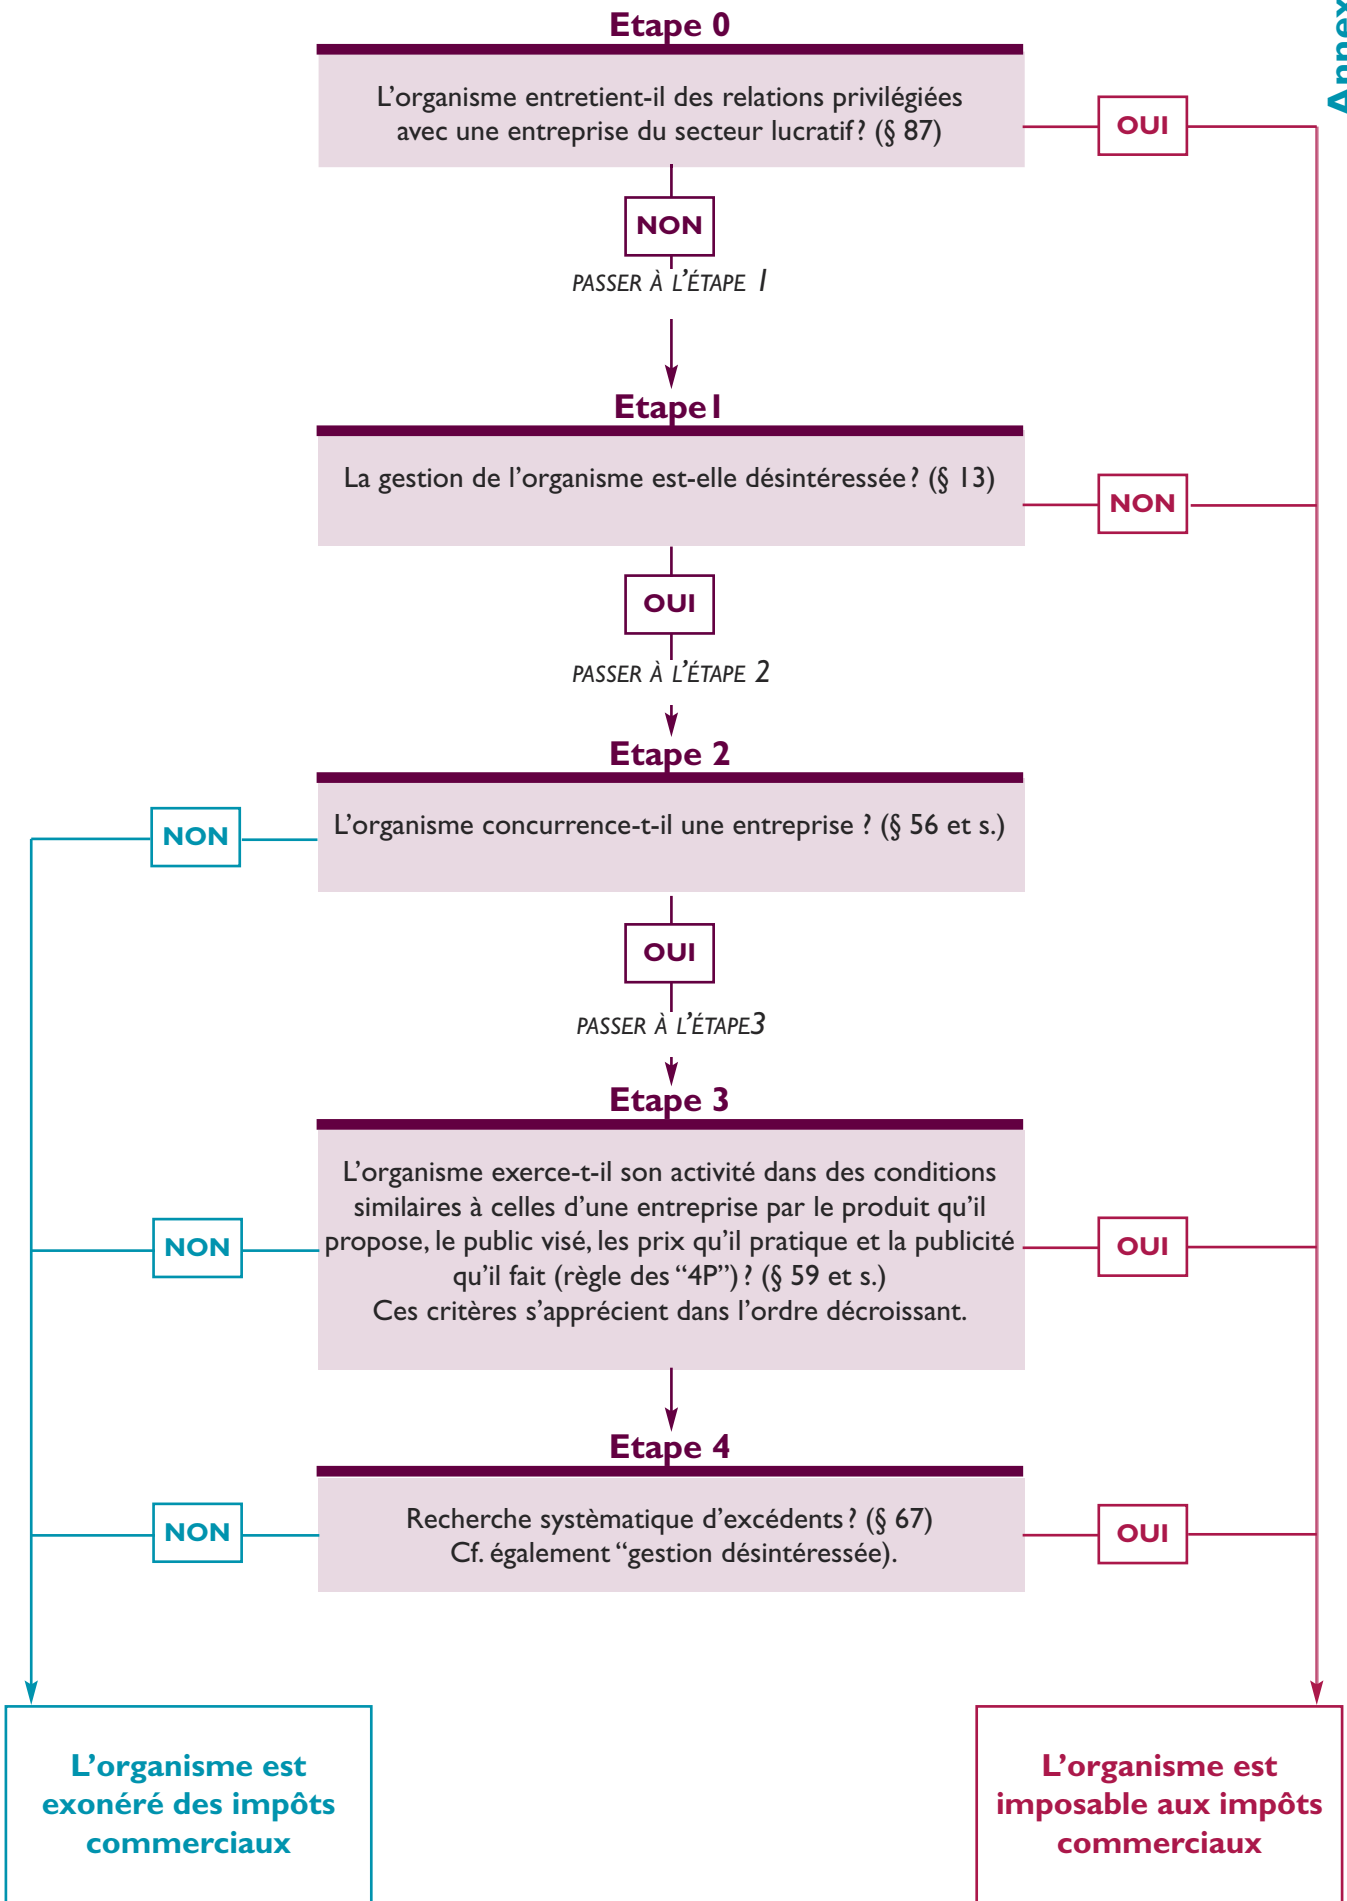 Annex
Etape 0
L’organisme entretient-il des relations privilégiées
avec une entreprise du secteur lucratif ? (§ 87)
OUI
NON
PASSER À L’ÉTAPE 1
Etape1
La gestion de l’organisme est-elle désintéressée ? (§ 13)
NON
OUI
PASSER À L’ÉTAPE 2
Etape 2
L’organisme concurrence-t-il une entreprise ? (§ 56 et s.)
NON
OUI
PASSER À L’ÉTAPE3
Etape 3
L’organisme exerce-t-il son activité dans des conditions
similaires à celles d’une entreprise par le produit qu’il
propose, le public visé, les prix qu’il pratique et la publicité
qu’il fait (règle des “4P”) ? (§ 59 et s.)
Ces critères s’apprécient dans l’ordre décroissant.
NON
OUI
Etape 4
Recherche systèmatique d’excédents ? (§ 67)
Cf. également “gestion désintéressée).
NON
OUI
L’organisme est
exonéré des impôts
commerciaux
L’organisme est
imposable aux impôts
commerciaux